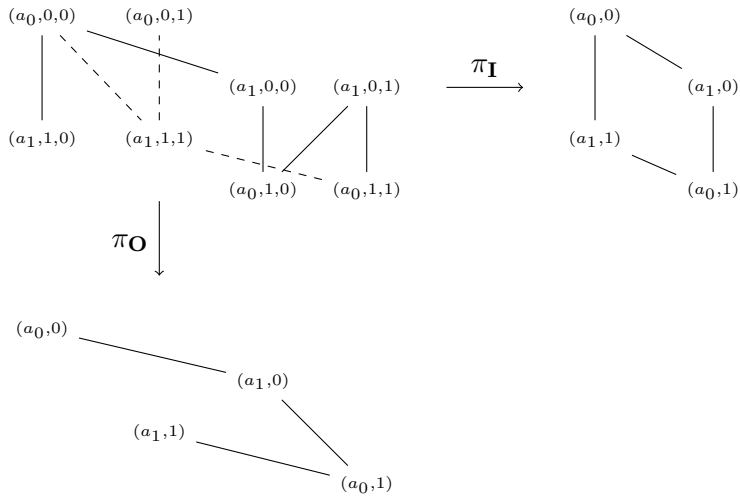 (a₀,0,0) (a₀,0,1) (a₀,0)
(a₁,0,0) (a₁,0,1) π_I (a₁,0)
(a₁,1,0) (a₁,1,1) (a₁,1)
(a₀,1,0) (a₀,1,1) (a₀,1)
π_O
(a₀,0)
(a₁,0)
(a₁,1)
(a₀,1)